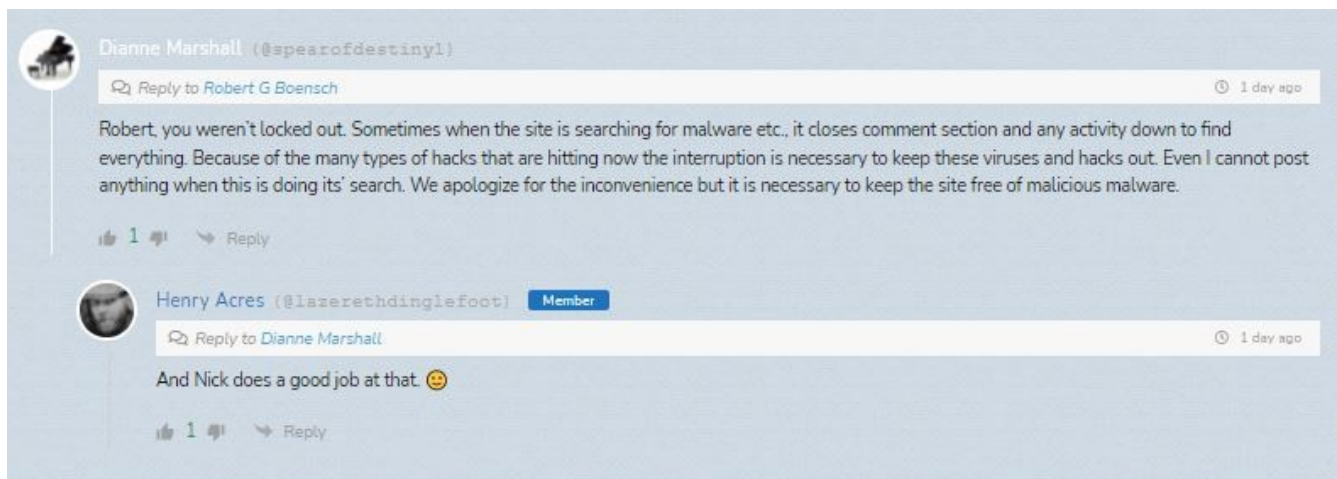 Dianne Marshall (@spearofdestiny1)
Reply to Robert G Boensch 1 day ago
Robert, you weren't locked out. Sometimes when the site is searching for malware etc., it closes comment section and any activity down to find
everything. Because of the many types of hacks that are hitting now the interruption is necessary to keep these viruses and hacks out. Even I cannot post
anything when this is doing its' search. We apologize for the inconvenience but it is necessary to keep the site free of malicious malware.
1 Reply
Henry Acres (@lazerethdinglefoot) Member
Reply to Dianne Marshall 1 day ago
And Nick does a good job at that. 🙂
1 Reply